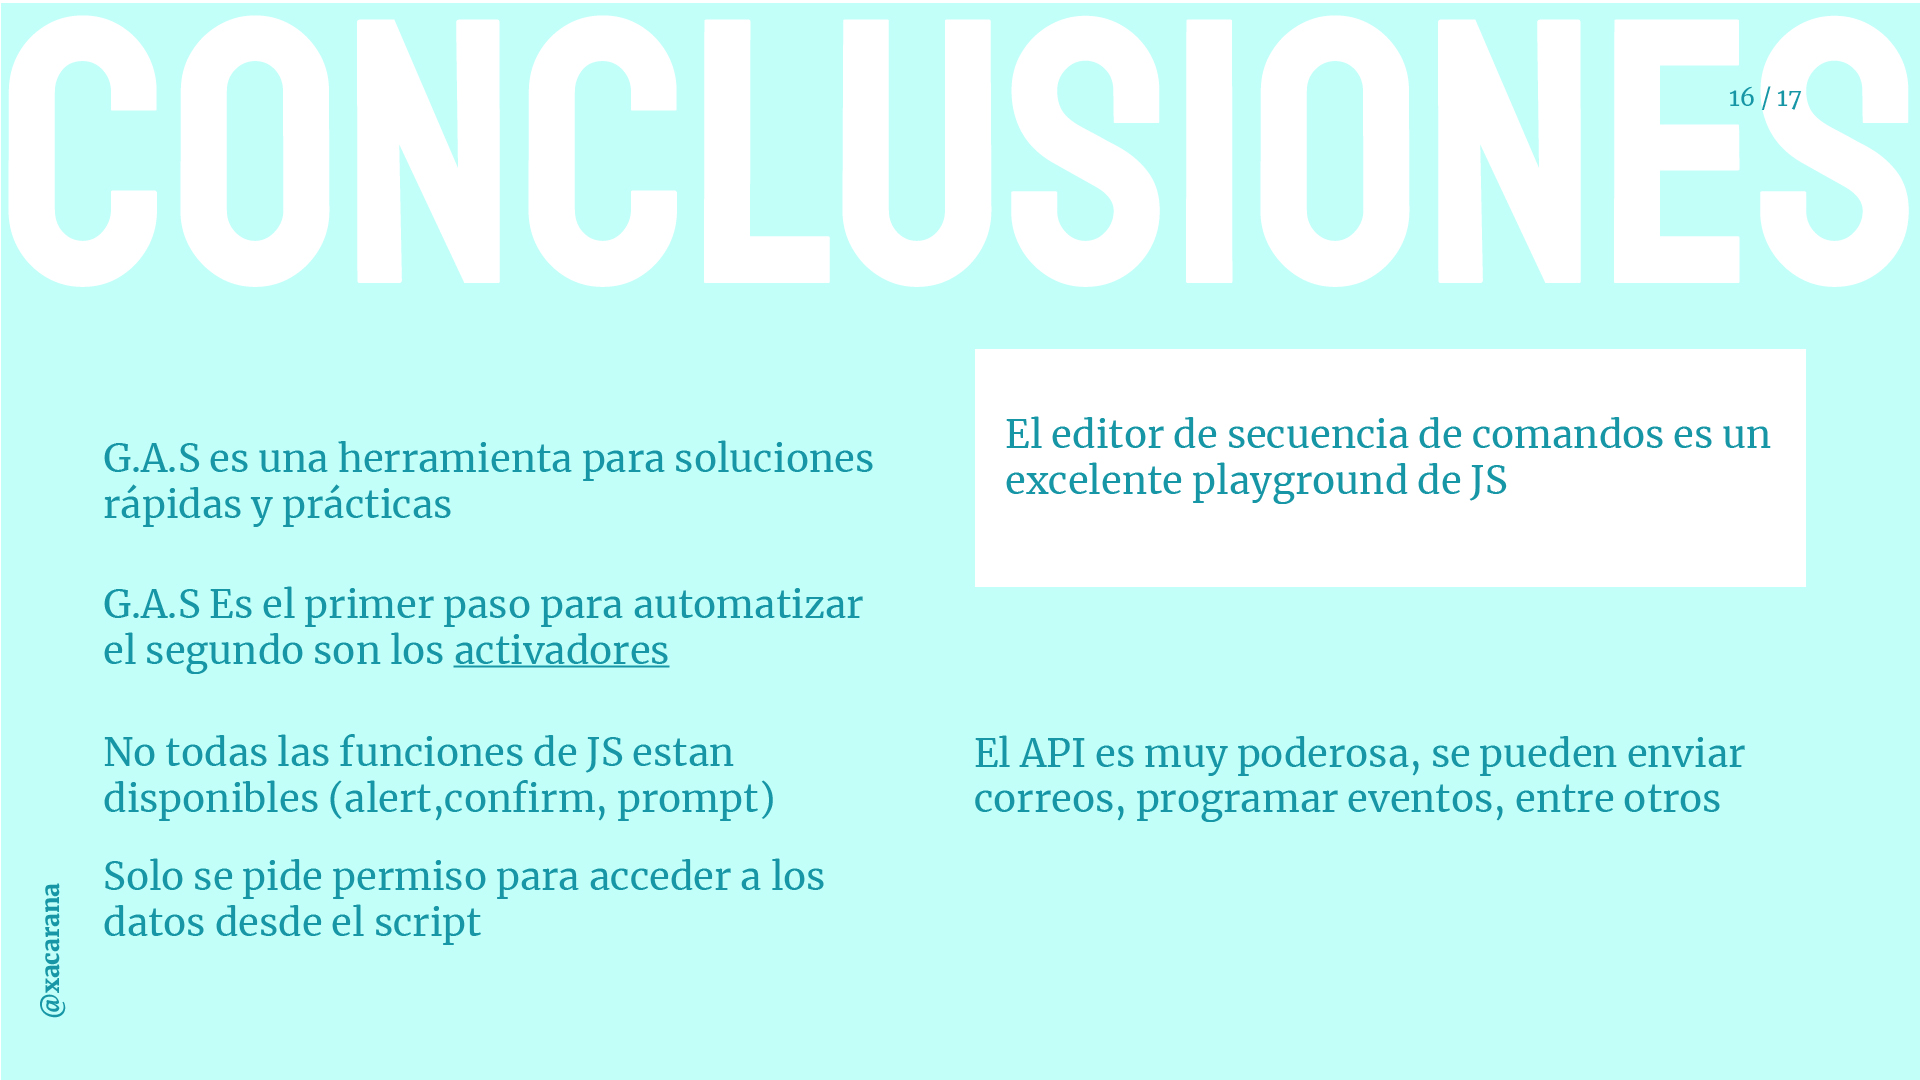 CONCLUSIONES
16 / 17
G.A.S es una herramienta para soluciones
rápidas y prácticas
G.A.S Es el primer paso para automatizar
el segundo son los activadores
No todas las funciones de JS estan
disponibles (alert,confirm, prompt)
Solo se pide permiso para acceder a los
datos desde el script
El editor de secuencia de comandos es un
excelente playground de JS
El API es muy poderosa, se pueden enviar
correos, programar eventos, entre otros
@xacarana